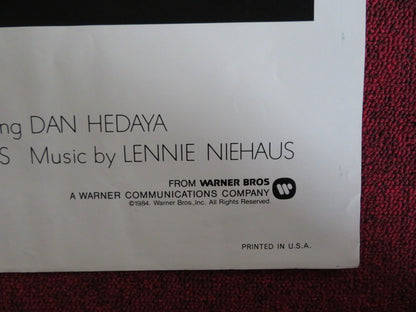 ng DAN HEDAYA
S Music by LENNIE NIEHAUS
FROM WARNER BROS
A WARNER COMMUNICATIONS COMPANY
©1984. Warner Bros., Inc. All Rights Reserved.
PRINTED IN U.S.A.